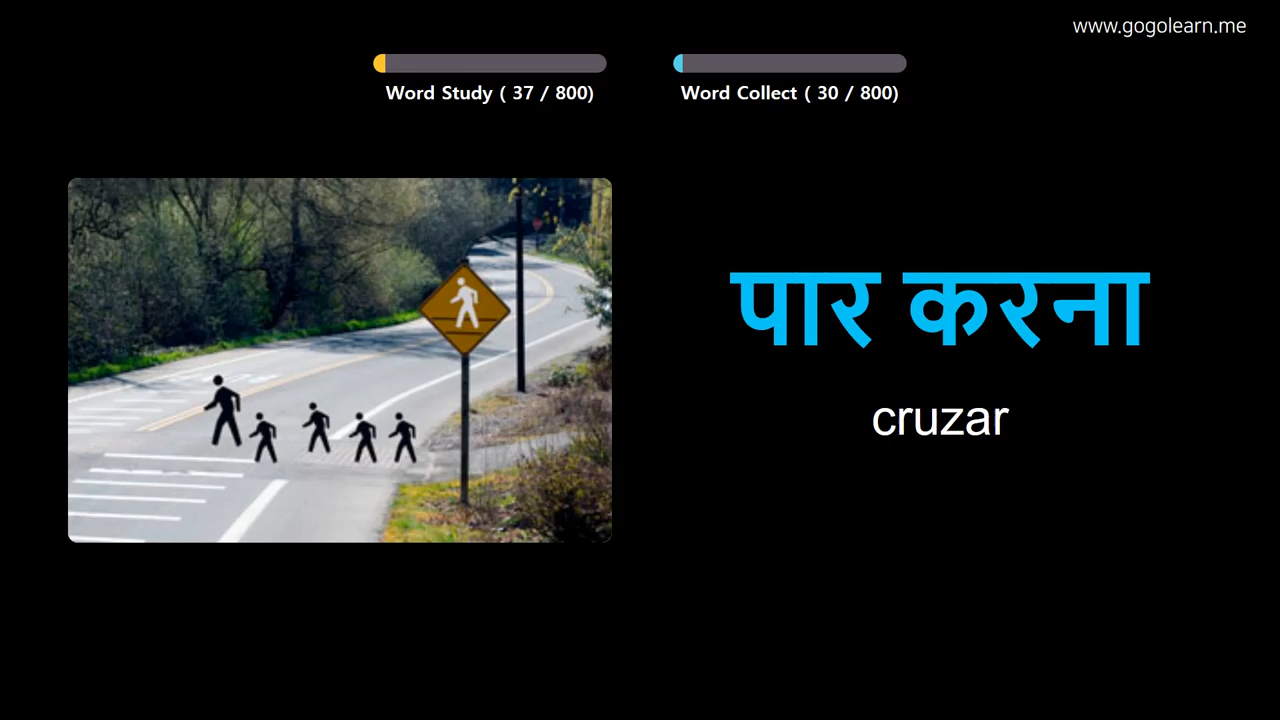 www.gogolearn.me
Word Study ( 37 / 800)
Word Collect ( 30 / 800)
पार करना
cruzar